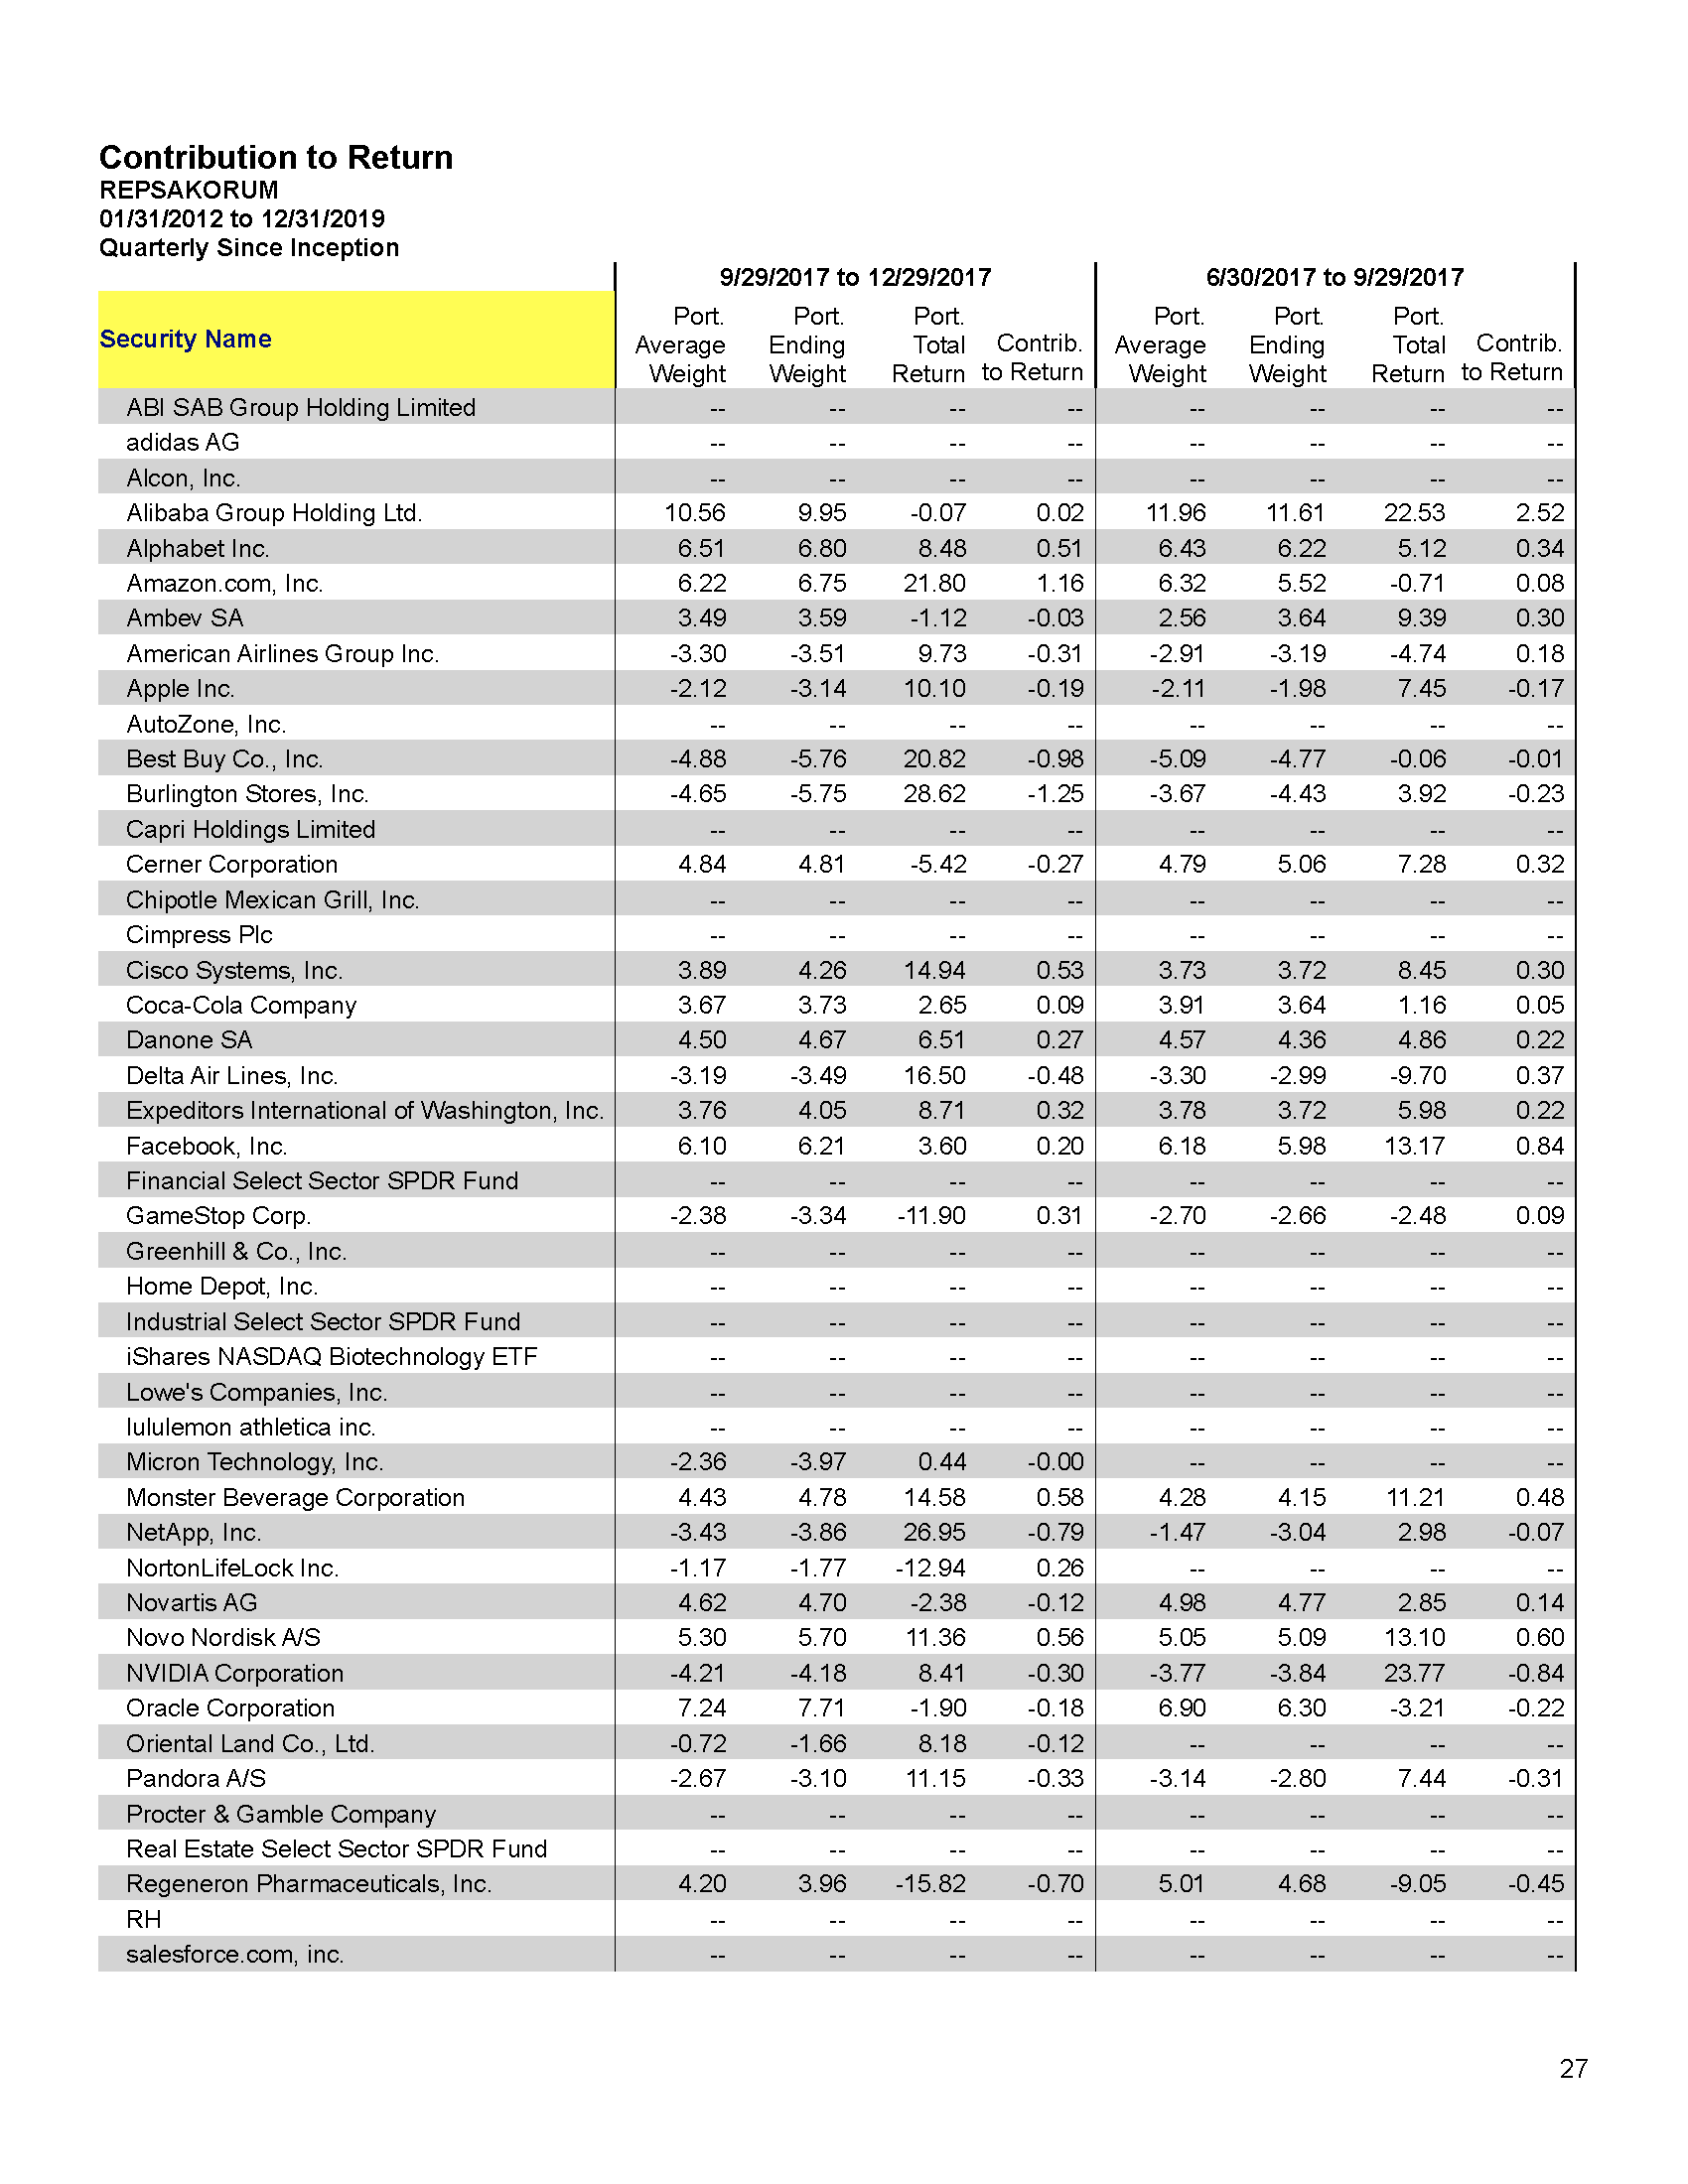 Contribution to Return
REPSAKORUM
01/31/2012 to 12/31/2019
Quarterly Since Inception
9/29/2017 to 12/29/2017 6/30/2017 to 9/29/2017
Security Name Port. Average Weight Port. Ending Weight Port. Total Return Contrib. to Return Port. Average Weight Port. Ending Weight Port. Total Return Contrib. to Return
ABI SAB Group Holding Limited -- -- -- -- -- -- -- --
adidas AG -- -- -- -- -- -- -- --
Alcon, Inc. -- -- -- -- -- -- -- --
Alibaba Group Holding Ltd. 10.56 9.95 -0.07 0.02 11.96 11.61 22.53 2.52
Alphabet Inc. 6.51 6.80 8.48 0.51 6.43 6.22 5.12 0.34
Amazon.com, Inc. 6.22 6.75 21.80 1.16 6.32 5.52 -0.71 0.08
Ambev SA 3.49 3.59 -1.12 -0.03 2.56 3.64 9.39 0.30
American Airlines Group Inc. -3.30 -3.51 9.73 -0.31 -2.91 -3.19 -4.74 0.18
Apple Inc. -2.12 -3.14 10.10 -0.19 -2.11 -1.98 7.45 -0.17
AutoZone, Inc. -- -- -- -- -- -- -- --
Best Buy Co., Inc. -4.88 -5.76 20.82 -0.98 -5.09 -4.77 -0.06 -0.01
Burlington Stores, Inc. -4.65 -5.75 28.62 -1.25 -3.67 -4.43 3.92 -0.23
Capri Holdings Limited -- -- -- -- -- -- -- --
Cerner Corporation 4.84 4.81 -5.42 -0.27 4.79 5.06 7.28 0.32
Chipotle Mexican Grill, Inc. -- -- -- -- -- -- -- --
Cimpress Plc -- -- -- -- -- -- -- --
Cisco Systems, Inc. 3.89 4.26 14.94 0.53 3.73 3.72 8.45 0.30
Coca-Cola Company 3.67 3.73 2.65 0.09 3.91 3.64 1.16 0.05
Danone SA 4.50 4.67 6.51 0.27 4.57 4.36 4.86 0.22
Delta Air Lines, Inc. -3.19 -3.49 16.50 -0.48 -3.30 -2.99 -9.70 0.37
Expeditors International of Washington, Inc. 3.76 4.05 8.71 0.32 3.78 3.72 5.98 0.22
Facebook, Inc. 6.10 6.21 3.60 0.20 6.18 5.98 13.17 0.84
Financial Select Sector SPDR Fund -- -- -- -- -- -- -- --
GameStop Corp. -2.38 -3.34 -11.90 0.31 -2.70 -2.66 -2.48 0.09
Greenhill & Co., Inc. -- -- -- -- -- -- -- --
Home Depot, Inc. -- -- -- -- -- -- -- --
Industrial Select Sector SPDR Fund -- -- -- -- -- -- -- --
iShares NASDAQ Biotechnology ETF -- -- -- -- -- -- -- --
Lowe's Companies, Inc. -- -- -- -- -- -- -- --
lululemon athletica inc. -- -- -- -- -- -- -- --
Micron Technology, Inc. -2.36 -3.97 0.44 -0.00 -- -- -- --
Monster Beverage Corporation 4.43 4.78 14.58 0.58 4.28 4.15 11.21 0.48
NetApp, Inc. -3.43 -3.86 26.95 -0.79 -1.47 -3.04 2.98 -0.07
NortonLifeLock Inc. -1.17 -1.77 -12.94 0.26 -- -- -- --
Novartis AG 4.62 4.70 -2.38 -0.12 4.98 4.77 2.85 0.14
Novo Nordisk A/S 5.30 5.70 11.36 0.56 5.05 5.09 13.10 0.60
NVIDIA Corporation -4.21 -4.18 8.41 -0.30 -3.77 -3.84 23.77 -0.84
Oracle Corporation 7.24 7.71 -1.90 -0.18 6.90 6.30 -3.21 -0.22
Oriental Land Co., Ltd. -0.72 -1.66 8.18 -0.12 -- -- -- --
Pandora A/S -2.67 -3.10 11.15 -0.33 -3.14 -2.80 7.44 -0.31
Procter & Gamble Company -- -- -- -- -- -- -- --
Real Estate Select Sector SPDR Fund -- -- -- -- -- -- -- --
Regeneron Pharmaceuticals, Inc. 4.20 3.96 -15.82 -0.70 5.01 4.68 -9.05 -0.45
RH -- -- -- -- -- -- -- --
salesforce.com, inc. -- -- -- -- -- -- -- --
27